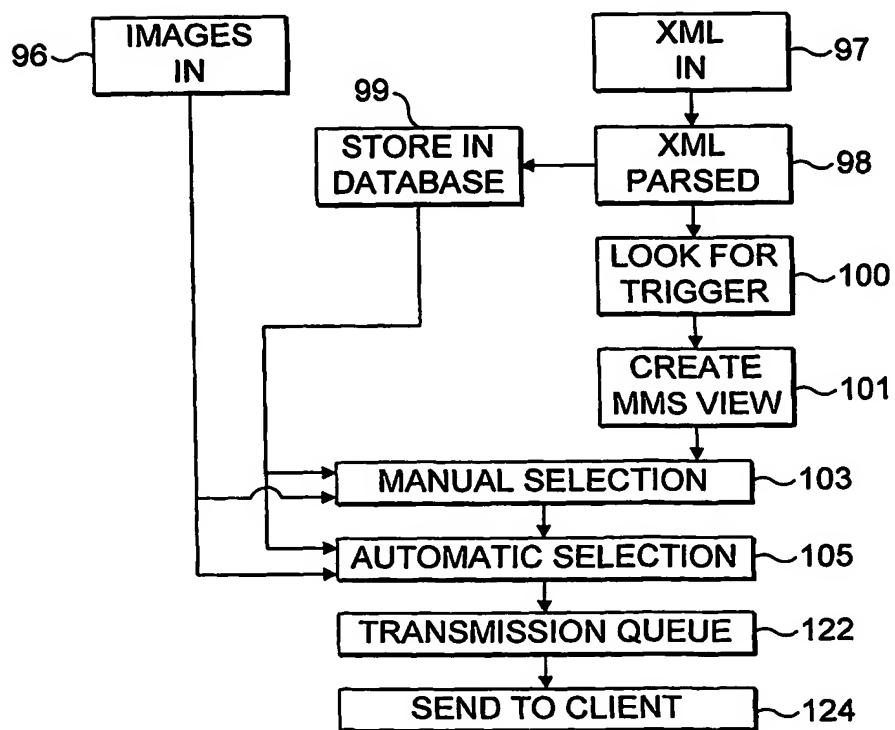 96
IMAGES
IN
XML
IN
97
99
STORE IN
DATABASE
XML
PARSED
98
LOOK FOR
TRIGGER
100
CREATE
MMS VIEW
101
MANUAL SELECTION
103
AUTOMATIC SELECTION
105
TRANSMISSION QUEUE
122
SEND TO CLIENT
124